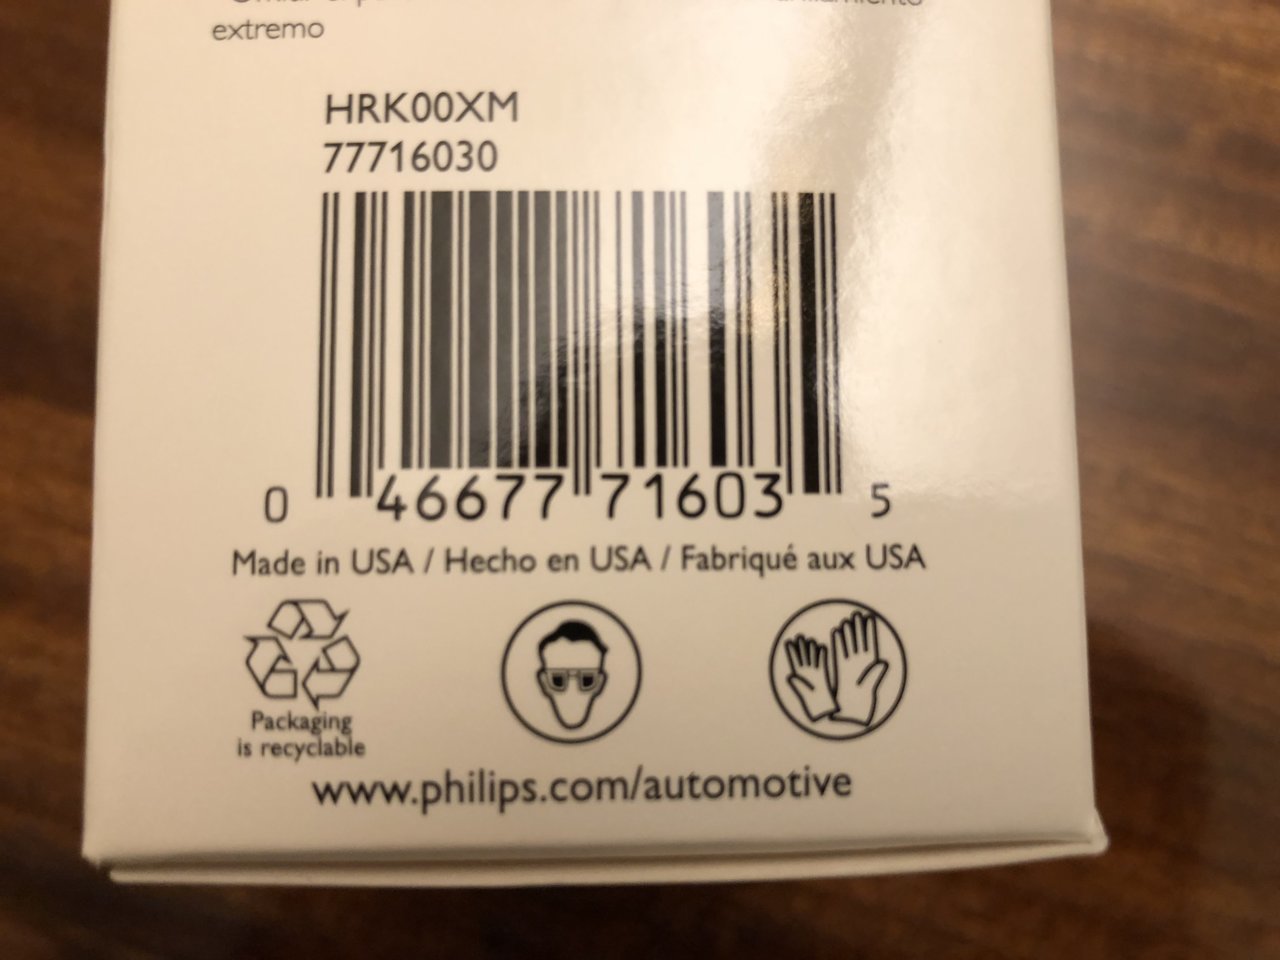 extremo
HRK00XM
77716030
0 46677 71603 5
Made in USA / Hecho en USA / Fabriqué aux USA
Packaging
is recyclable
www.philips.com/automotive